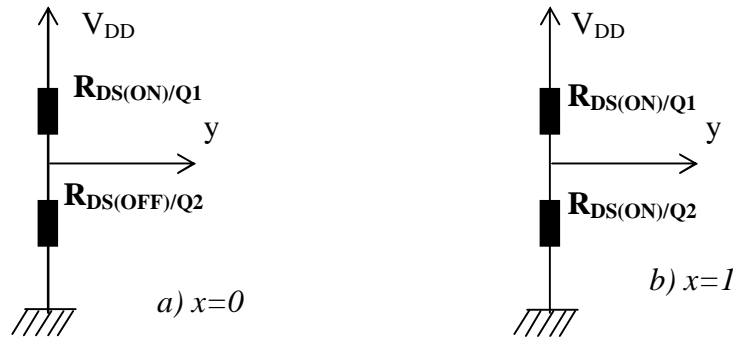 V_DD
R_DS(ON)/Q1
y
R_DS(OFF)/Q2
a) x=0
V_DD
R_DS(ON)/Q1
y
R_DS(ON)/Q2
b) x=1